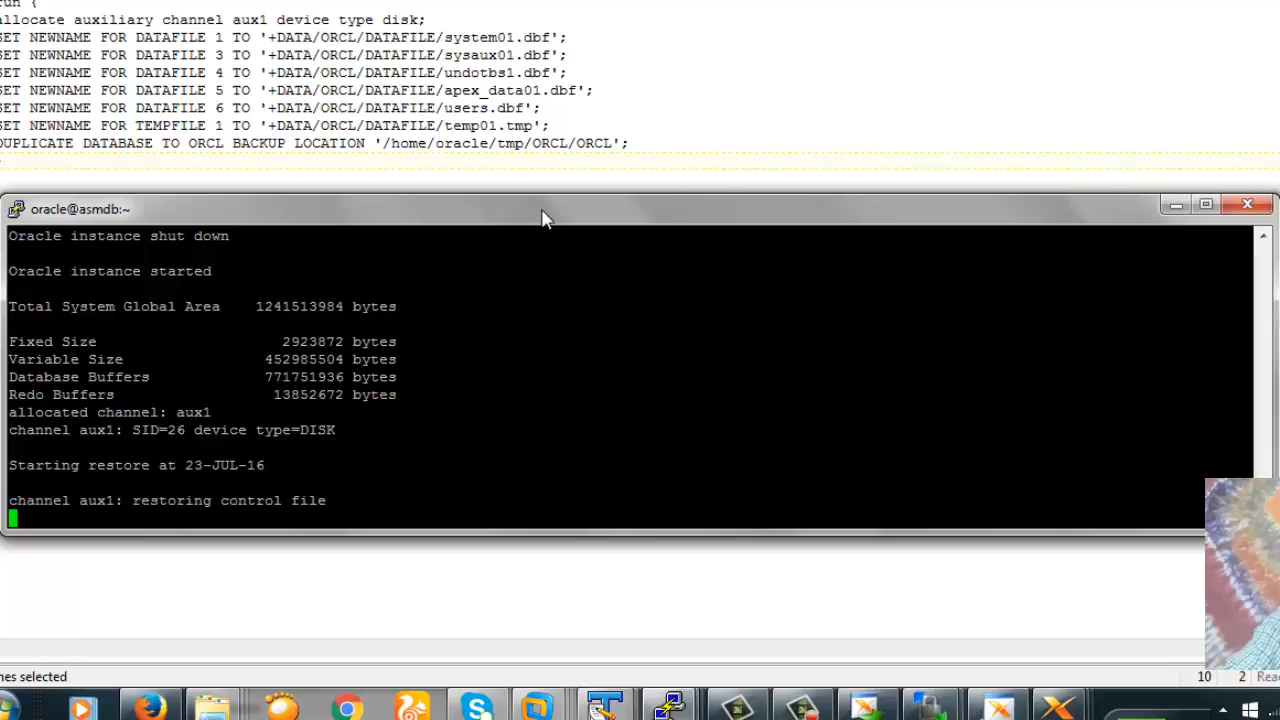 run {
allocate auxiliary channel aux1 device type disk;
SET NEWNAME FOR DATAFILE 1 TO '+DATA/ORCL/DATAFILE/system01.dbf';
SET NEWNAME FOR DATAFILE 3 TO '+DATA/ORCL/DATAFILE/sysaux01.dbf';
SET NEWNAME FOR DATAFILE 4 TO '+DATA/ORCL/DATAFILE/undotbs1.dbf';
SET NEWNAME FOR DATAFILE 5 TO '+DATA/ORCL/DATAFILE/apex_data01.dbf';
SET NEWNAME FOR DATAFILE 6 TO '+DATA/ORCL/DATAFILE/users.dbf';
SET NEWNAME FOR TEMPFILE 1 TO '+DATA/ORCL/DATAFILE/temp01.tmp';
DUPLICATE DATABASE TO ORCL BACKUP LOCATION '/home/oracle/tmp/ORCL/ORCL';
oracle@asmdb:~
Oracle instance shut down
Oracle instance started
Total System Global Area 1241513984 bytes
Fixed Size 2923872 bytes
Variable Size 452985504 bytes
Database Buffers 771751936 bytes
Redo Buffers 13852672 bytes
allocated channel: aux1
channel aux1: SID=26 device type=DISK
Starting restore at 23-JUL-16
channel aux1: restoring control file
nes selected 10 2 Rea